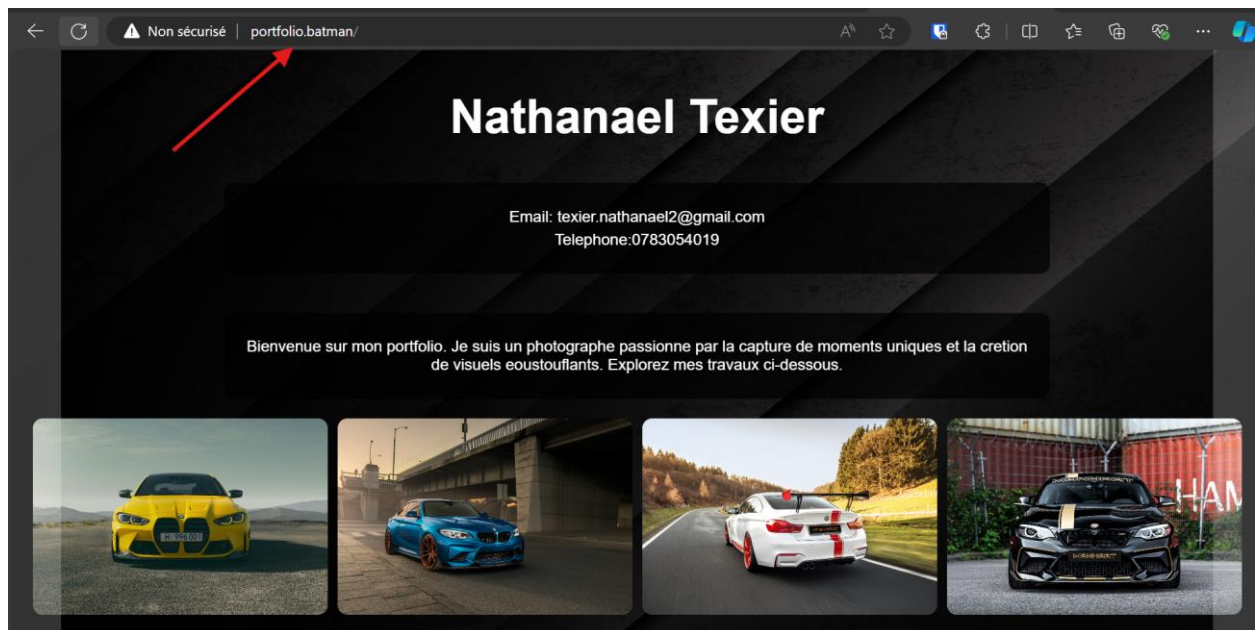 Non sécurisé | portfolio.batman/
Nathanael Texier
Email: texier.nathanael2@gmail.com
Telephone:0783054019
Bienvenue sur mon portfolio. Je suis un photographe passionne par la capture de moments uniques et la cretion
de visuels eoustouflants. Explorez mes travaux ci-dessous.
HAM